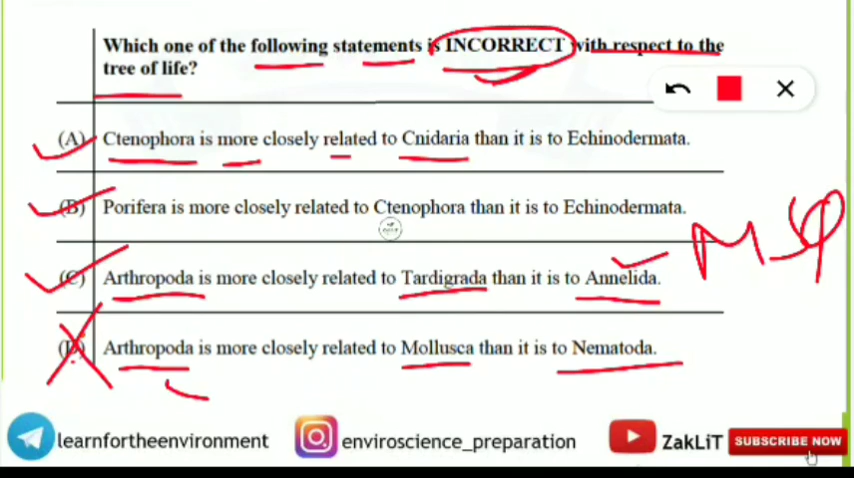 Which one of the following statements is INCORRECT with respect to the
tree of life?
(A) Ctenophora is more closely related to Cnidaria than it is to Echinodermata.
(B) Porifera is more closely related to Ctenophora than it is to Echinodermata.
(C) Arthropoda is more closely related to Tardigrada than it is to Annelida.
(D) Arthropoda is more closely related to Mollusca than it is to Nematoda.
learnfortheenvironment
enviroscience_preparation
ZakLiT
SUBSCRIBE NOW